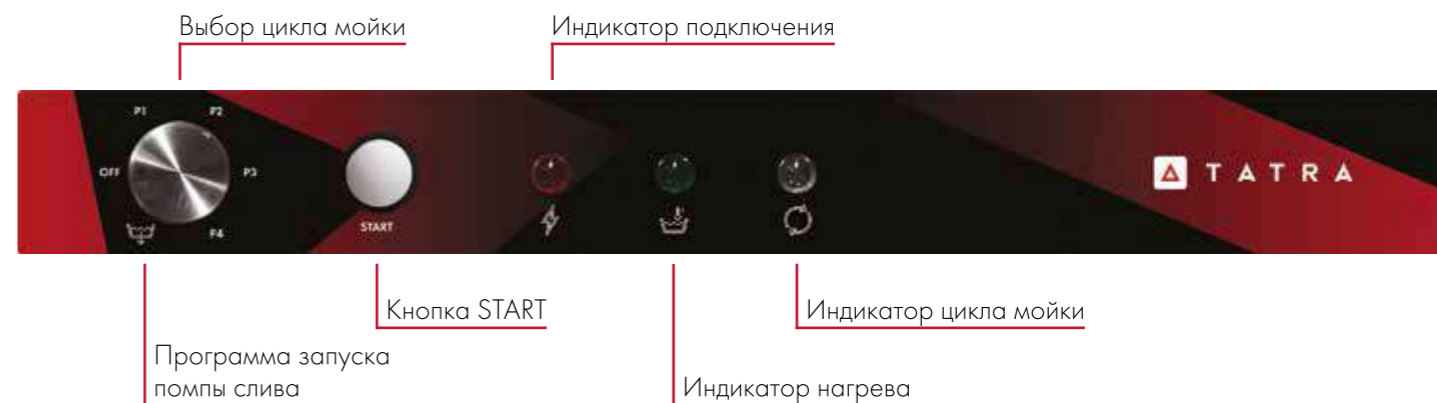 Выбор цикла мойки
Индикатор подключения
P1
P2
OFF
P3
P4
START
TATRA
Кнопка START
Индикатор цикла мойки
Программа запуска
помпы слива
Индикатор нагрева